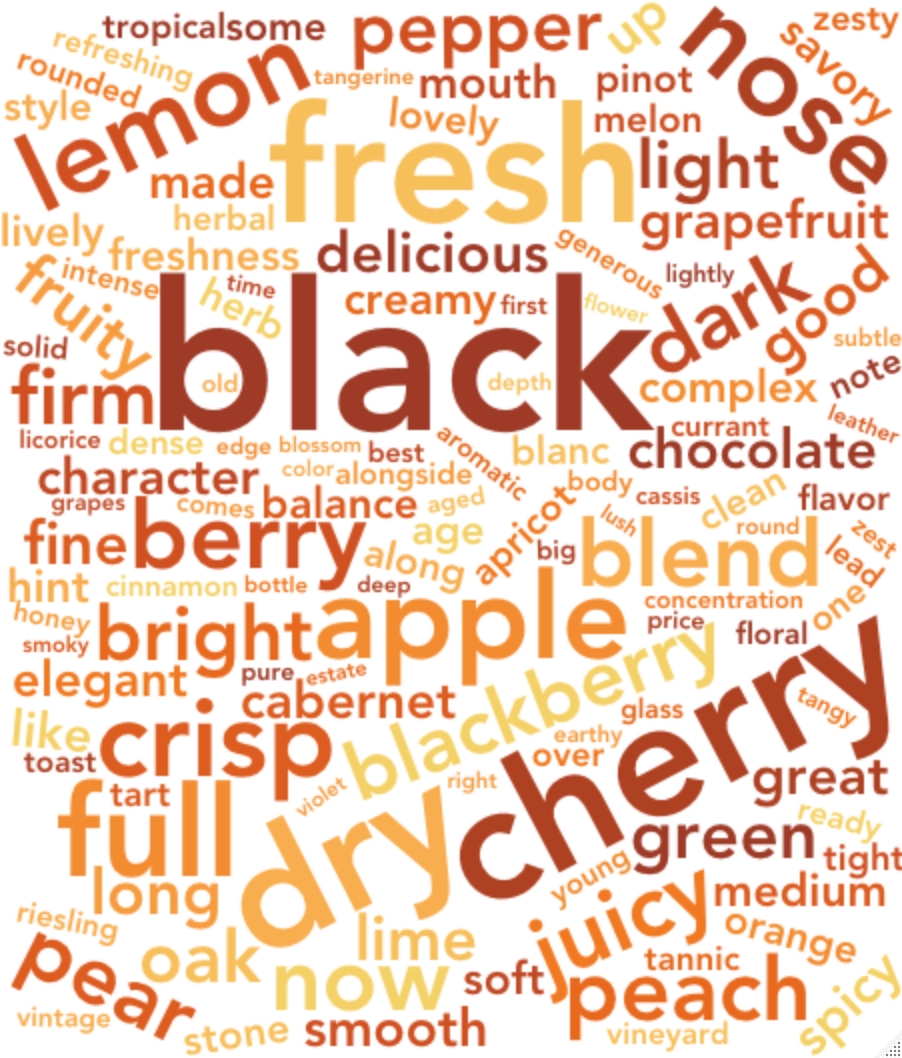 tropical some pepper up zesty
refreshing nose savory
rounded lemon tangerine mouth pinot
style lovely melon
fresh light
made
herbal grapefruit
lively freshness delicious generous
fruity intense time herb creamy first flower lightly dark good
black
solid old depth complex subtle note
firm leather
licorice dense edge blossom best aromatic blanc currant chocolate
character color alongside body
grapes comes balance aged apricot cassis clean flavor
fine berry along age big lush blend round zest lead
hint cinnamon bottle deep apple concentration one
honey bright price floral
smoky pure estate blackberry cherry
elegant cabernet glass tangy
like crisp earthy
toast over great
tart violet right
full dry green ready
long young tight
riesling lime juicy medium orange
pear oak now soft tannic
peach spicy
vintage stone smooth vineyard